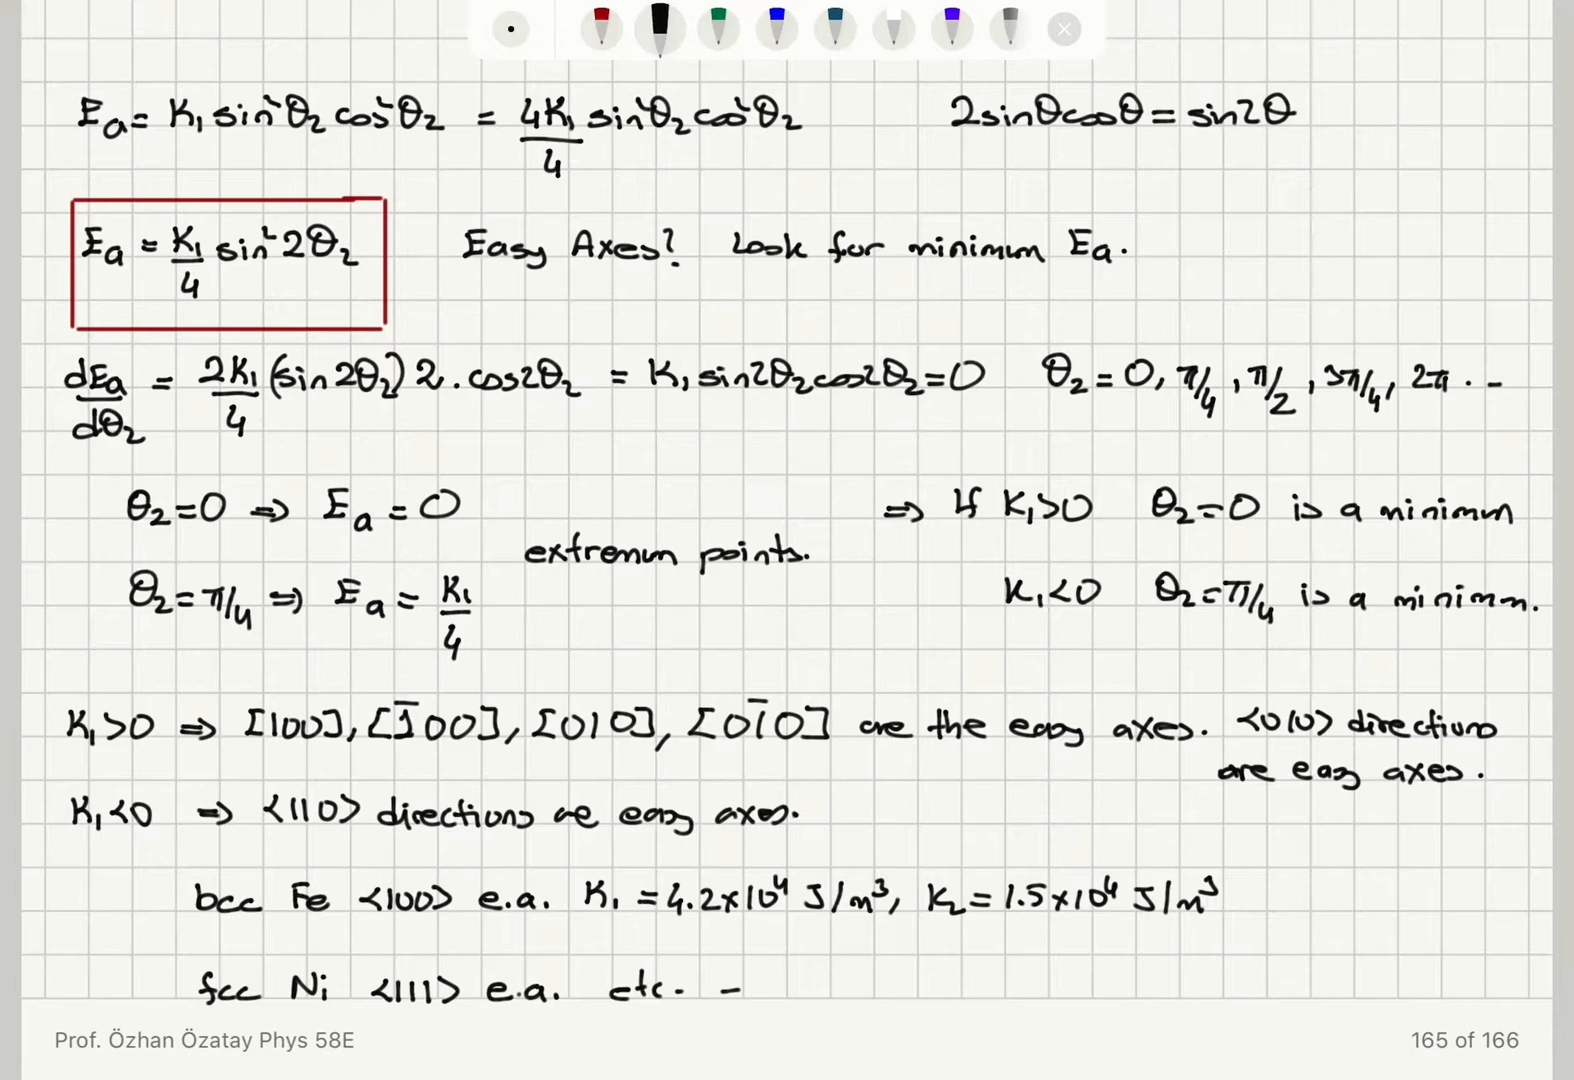 Ea = K₁ sin²θ₂ cos²θ₂ = 4K₁/4 sin²θ₂ cos²θ₂ 2sinθcosθ = sin2θ
Ea = K₁/4 sin²2θ₂ Easy Axes? Look for minimum Ea.
dEa/dθ₂ = 2K₁/4 (sin2θ₂) 2 . cos2θ₂ = K₁ sin2θ₂ cos2θ₂ = 0 θ₂ = 0, π/4, π/2, 3π/4, 2π . . –
θ₂ = 0 ⇒ Ea = 0 ⇒ If K₁>0 θ₂ = 0 is a minimum
extremum points.
θ₂ = π/4 ⇒ Ea = K₁/4 K₁<0 θ₂ = π/4 is a minimum.
K₁>0 ⇒ [100], [1̄00], [010], [01̄0] are the easy axes. <010> directions
are easy axes.
K₁<0 ⇒ <110> directions are easy axes.
bcc Fe <100> e.a. K₁ = 4.2×10⁴ J/m³, K₂ = 1.5×10⁴ J/m³
fcc Ni <111> e.a. etc. –
Prof. Özhan Özatay Phys 58E 165 of 166